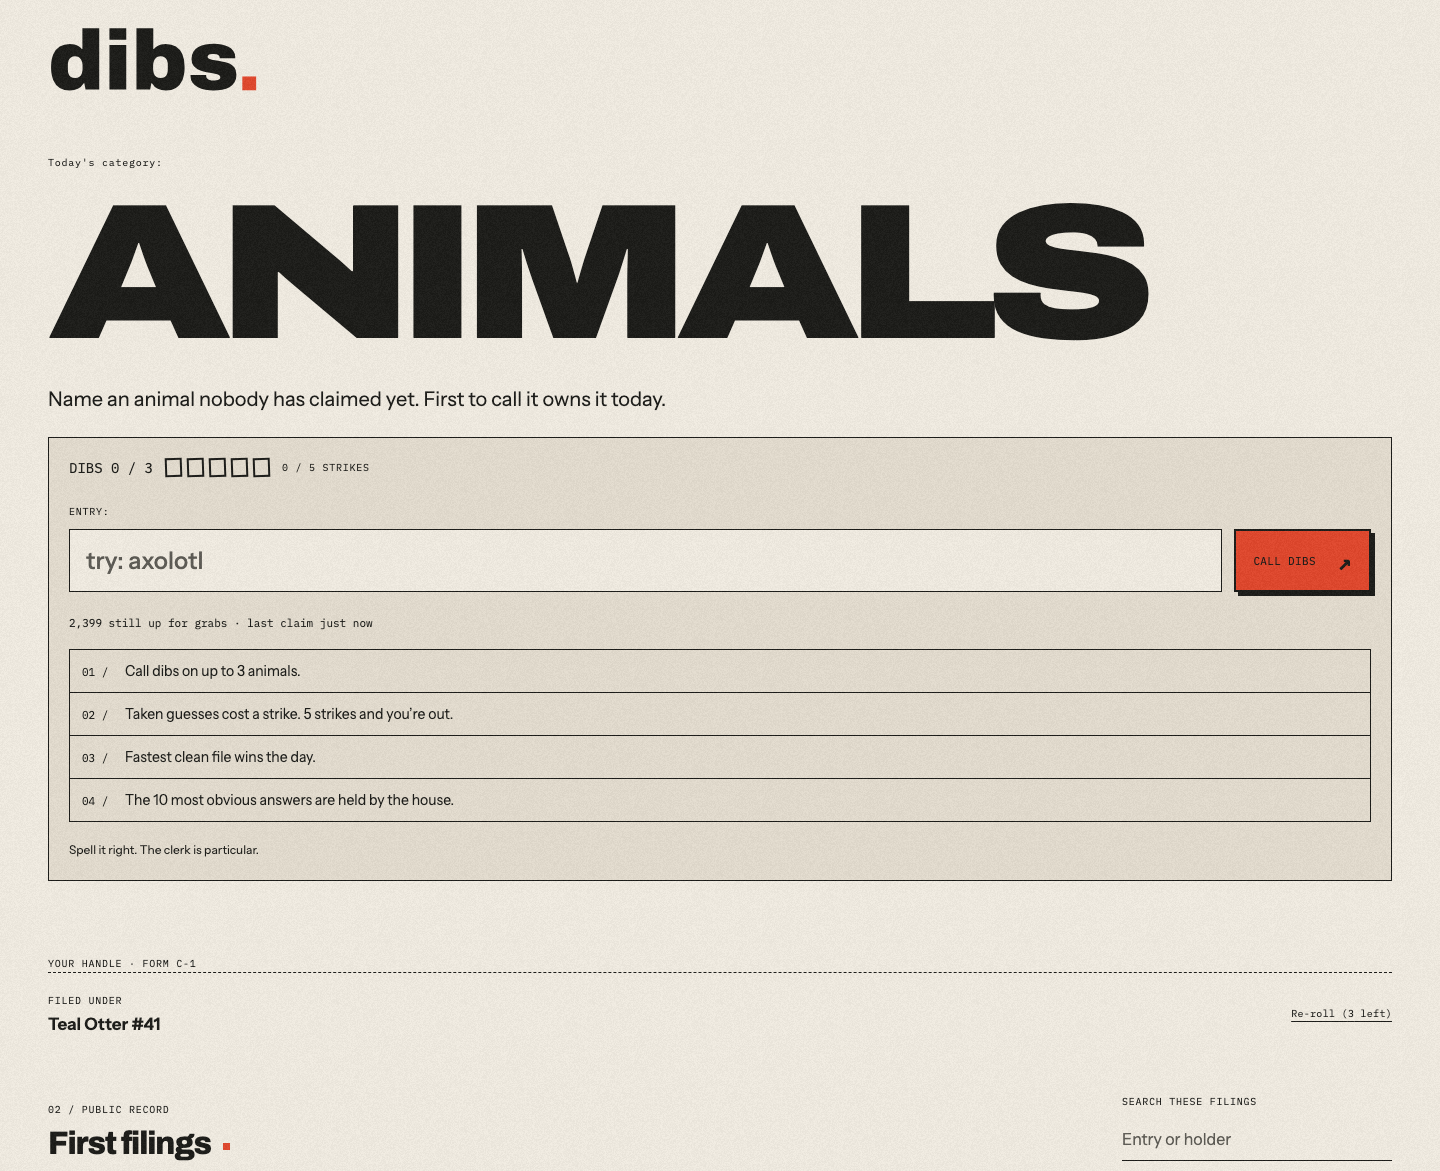 dibs.
Today's category:
ANIMALS
Name an animal nobody has claimed yet. First to call it owns it today.
DIBS 0 / 3 0 / 5 STRIKES
ENTRY:
try: axolotl
CALL DIBS ↗
2,399 still up for grabs · last claim just now
01 / Call dibs on up to 3 animals.
02 / Taken guesses cost a strike. 5 strikes and you’re out.
03 / Fastest clean file wins the day.
04 / The 10 most obvious answers are held by the house.
Spell it right. The clerk is particular.
YOUR HANDLE · FORM C-1
FILED UNDER
Teal Otter #41
Re-roll (3 left)
02 / PUBLIC RECORD
First filings
SEARCH THESE FILINGS
Entry or holder